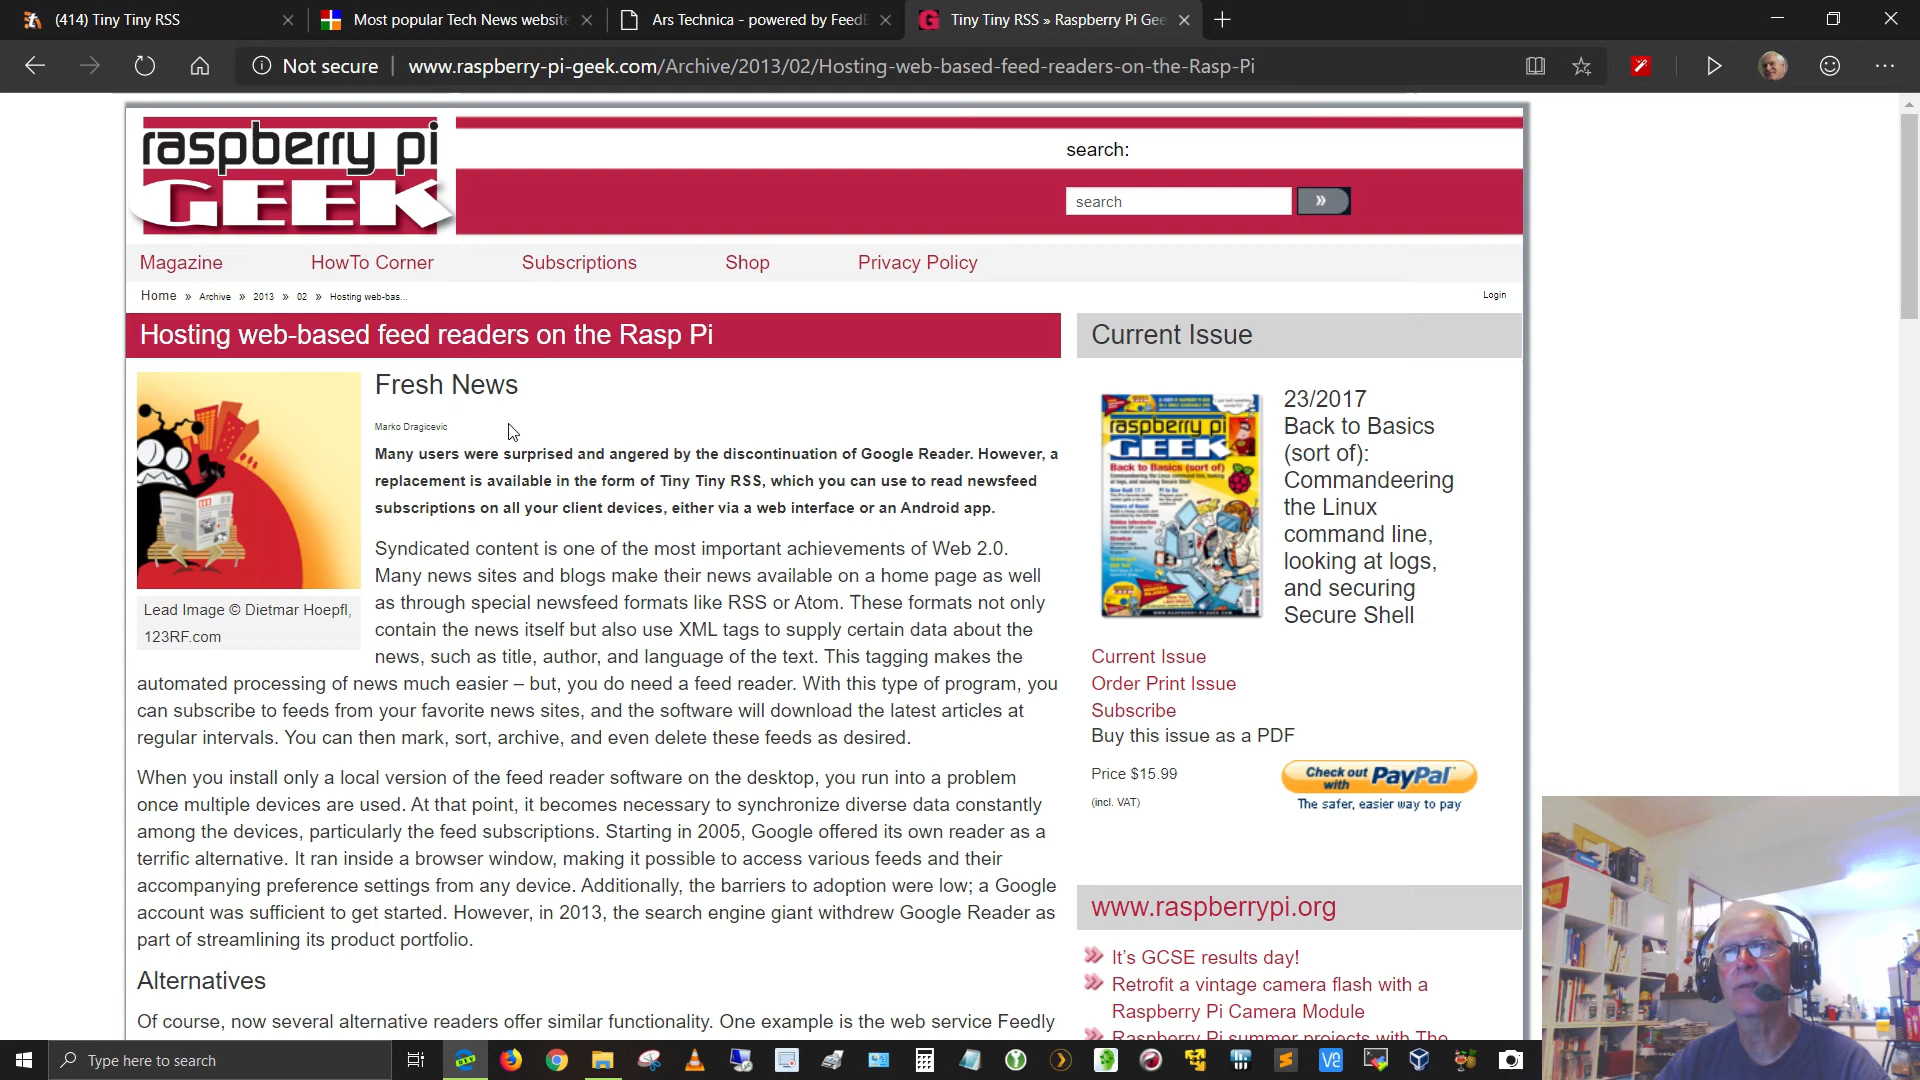 (414) Tiny Tiny RSS
Most popular Tech News website
Ars Technica - powered by FeedB
Tiny Tiny RSS » Raspberry Pi Gee
Not secure
www.raspberry-pi-geek.com/Archive/2013/02/Hosting-web-based-feed-readers-on-the-Rasp-Pi
raspberry pi
GEEK
search:
search
Magazine
HowTo Corner
Subscriptions
Shop
Privacy Policy
Home » Archive » 2013 » 02 » Hosting web-bas...
Login
Hosting web-based feed readers on the Rasp Pi
Fresh News
Marko Dragicevic
Many users were surprised and angered by the discontinuation of Google Reader. However, a
replacement is available in the form of Tiny Tiny RSS, which you can use to read newsfeed
subscriptions on all your client devices, either via a web interface or an Android app.
Lead Image © Dietmar Hoepfl,
123RF.com
Syndicated content is one of the most important achievements of Web 2.0.
Many news sites and blogs make their news available on a home page as well
as through special newsfeed formats like RSS or Atom. These formats not only
contain the news itself but also use XML tags to supply certain data about the
news, such as title, author, and language of the text. This tagging makes the
automated processing of news much easier – but, you do need a feed reader. With this type of program, you
can subscribe to feeds from your favorite news sites, and the software will download the latest articles at
regular intervals. You can then mark, sort, archive, and even delete these feeds as desired.
When you install only a local version of the feed reader software on the desktop, you run into a problem
once multiple devices are used. At that point, it becomes necessary to synchronize diverse data constantly
among the devices, particularly the feed subscriptions. Starting in 2005, Google offered its own reader as a
terrific alternative. It ran inside a browser window, making it possible to access various feeds and their
accompanying preference settings from any device. Additionally, the barriers to adoption were low; a Google
account was sufficient to get started. However, in 2013, the search engine giant withdrew Google Reader as
part of streamlining its product portfolio.
Alternatives
Of course, now several alternative readers offer similar functionality. One example is the web service Feedly
Current Issue
raspberry pi
GEEK
Back to Basics (sort of)
23/2017
Back to Basics
(sort of):
Commandeering
the Linux
command line,
looking at logs,
and securing
Secure Shell
Current Issue
Order Print Issue
Subscribe
Buy this issue as a PDF
Price $15.99
(incl. VAT)
Check out
with PayPal
The safer, easier way to pay
www.raspberrypi.org
It's GCSE results day!
Retrofit a vintage camera flash with a
Raspberry Pi Camera Module
Raspberry Pi summer projects with The
Type here to search